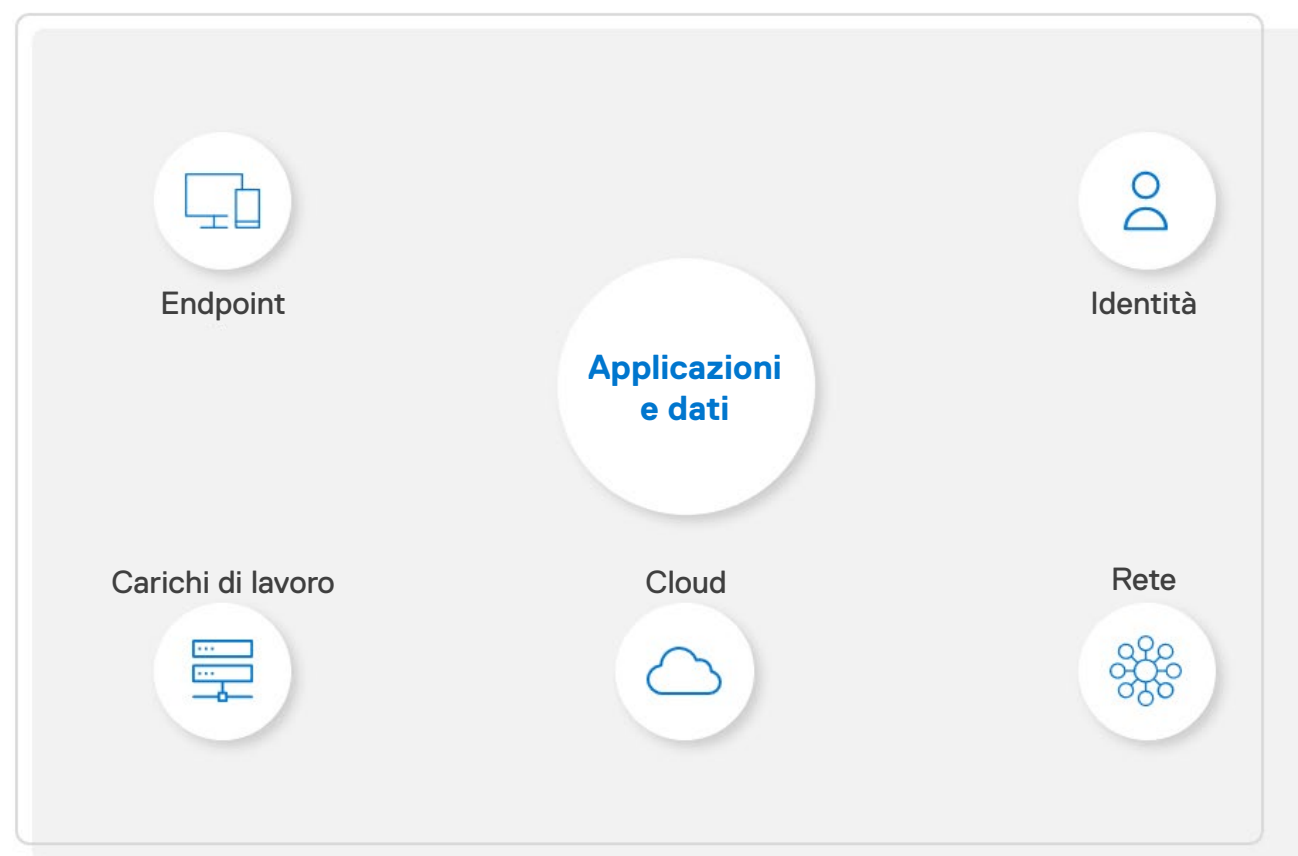 Endpoint
Identità
Applicazioni
e dati
Carichi di lavoro
Cloud
Rete